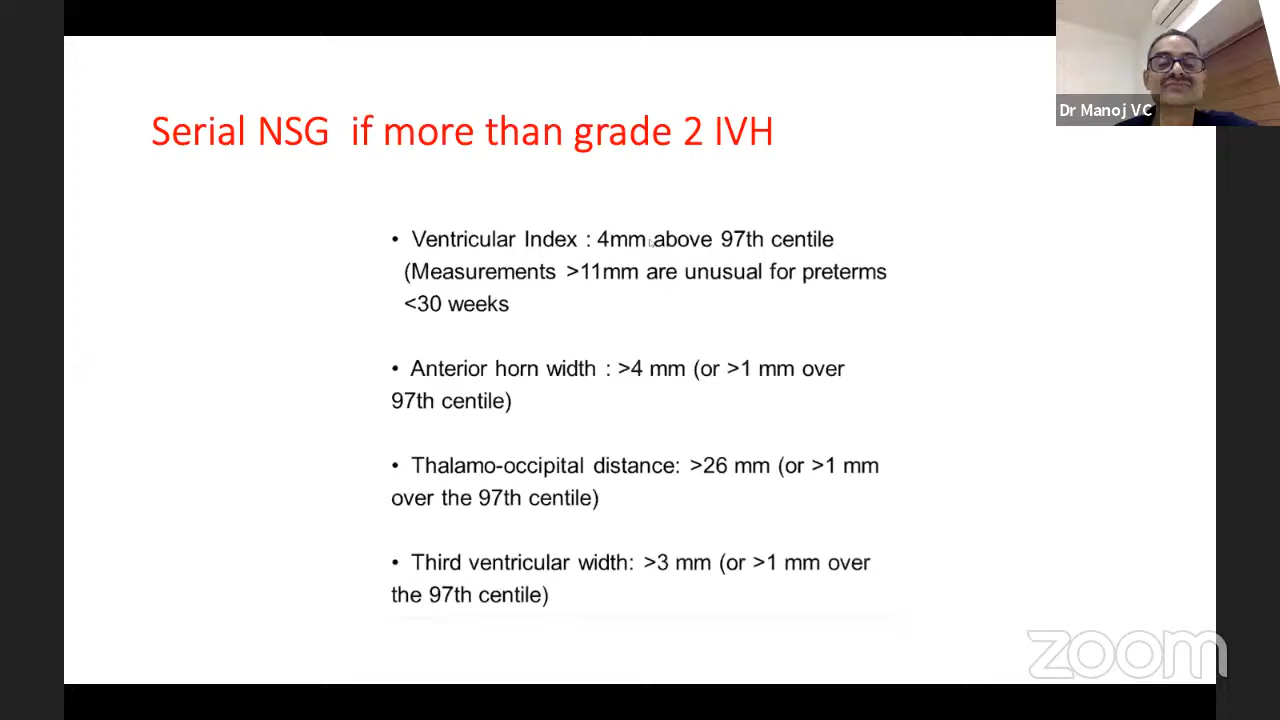 Dr Manoj VC
Serial NSG if more than grade 2 IVH
• Ventricular Index : 4mm above 97th centile
(Measurements >11mm are unusual for preterms
<30 weeks
• Anterior horn width : >4 mm (or >1 mm over
97th centile)
• Thalamo-occipital distance: >26 mm (or >1 mm
over the 97th centile)
• Third ventricular width: >3 mm (or >1 mm over
the 97th centile)
zoom